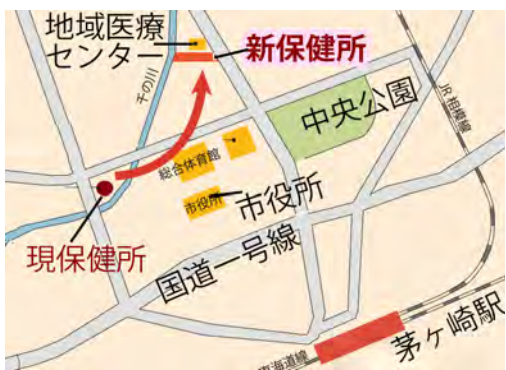 地域医療
センター
新保健所
千の川
中央公園
JR相模線
総合体育館
市役所
市役所
現保健所
国道一号線
茅ヶ崎駅
東海道線